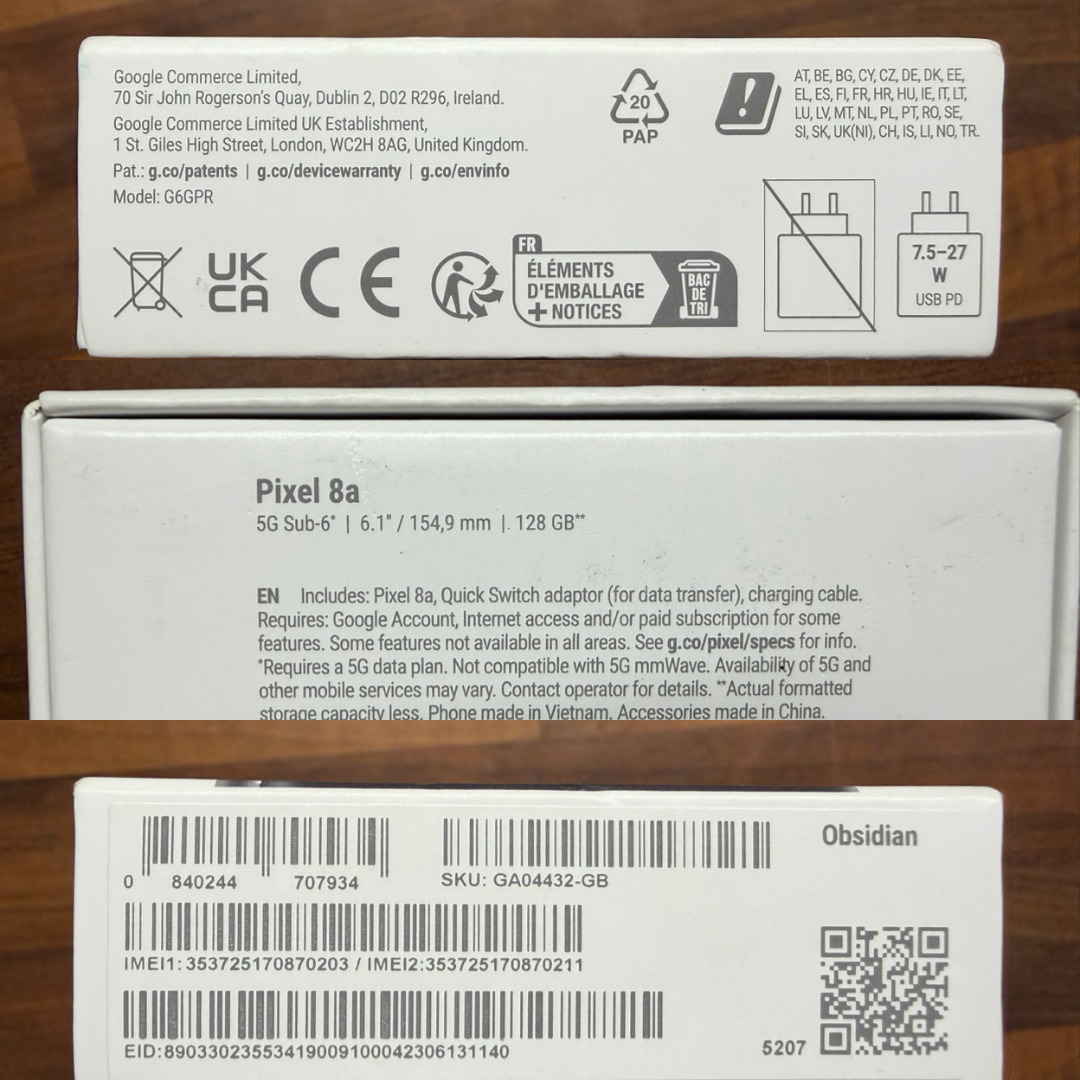 Google Commerce Limited,
70 Sir John Rogerson's Quay, Dublin 2, D02 R296, Ireland.
Google Commerce Limited UK Establishment,
1 St. Giles High Street, London, WC2H 8AG, United Kingdom.
Pat.: g.co/patents | g.co/devicewarranty | g.co/envinfo
Model: G6GPR
20
PAP
AT, BE, BG, CY, CZ, DE, DK, EE,
EL, ES, FI, FR, HR, HU, IE, IT, LT,
LU, LV, MT, NL, PL, PT, RO, SE,
SI, SK, UK(NI), CH, IS, LI, NO, TR.
UK
CA
CE
FR
ÉLÉMENTS
D'EMBALLAGE
+ NOTICES
BAC
DE
TRI
7.5–27
W
USB PD
Pixel 8a
5G Sub-6* | 6.1" / 154,9 mm | 128 GB**
EN Includes: Pixel 8a, Quick Switch adaptor (for data transfer), charging cable.
Requires: Google Account, Internet access and/or paid subscription for some
features. Some features not available in all areas. See g.co/pixel/specs for info.
*Requires a 5G data plan. Not compatible with 5G mmWave. Availability of 5G and
other mobile services may vary. Contact operator for details. **Actual formatted
storage capacity less. Phone made in Vietnam. Accessories made in China.
0 840244 707934
SKU: GA04432-GB
Obsidian
IMEI1: 353725170870203 / IMEI2:353725170870211
EID:89033023553419009100042306131140
5207